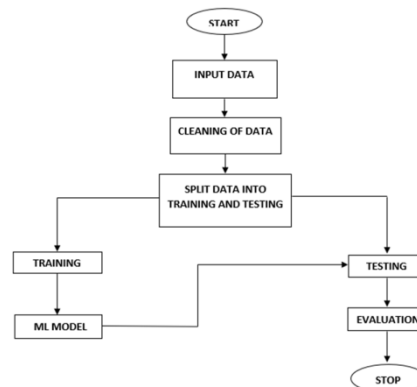 START
INPUT DATA
CLEANING OF DATA
SPLIT DATA INTO
TRAINING AND TESTING
TRAINING
TESTING
ML MODEL
EVALUATION
STOP